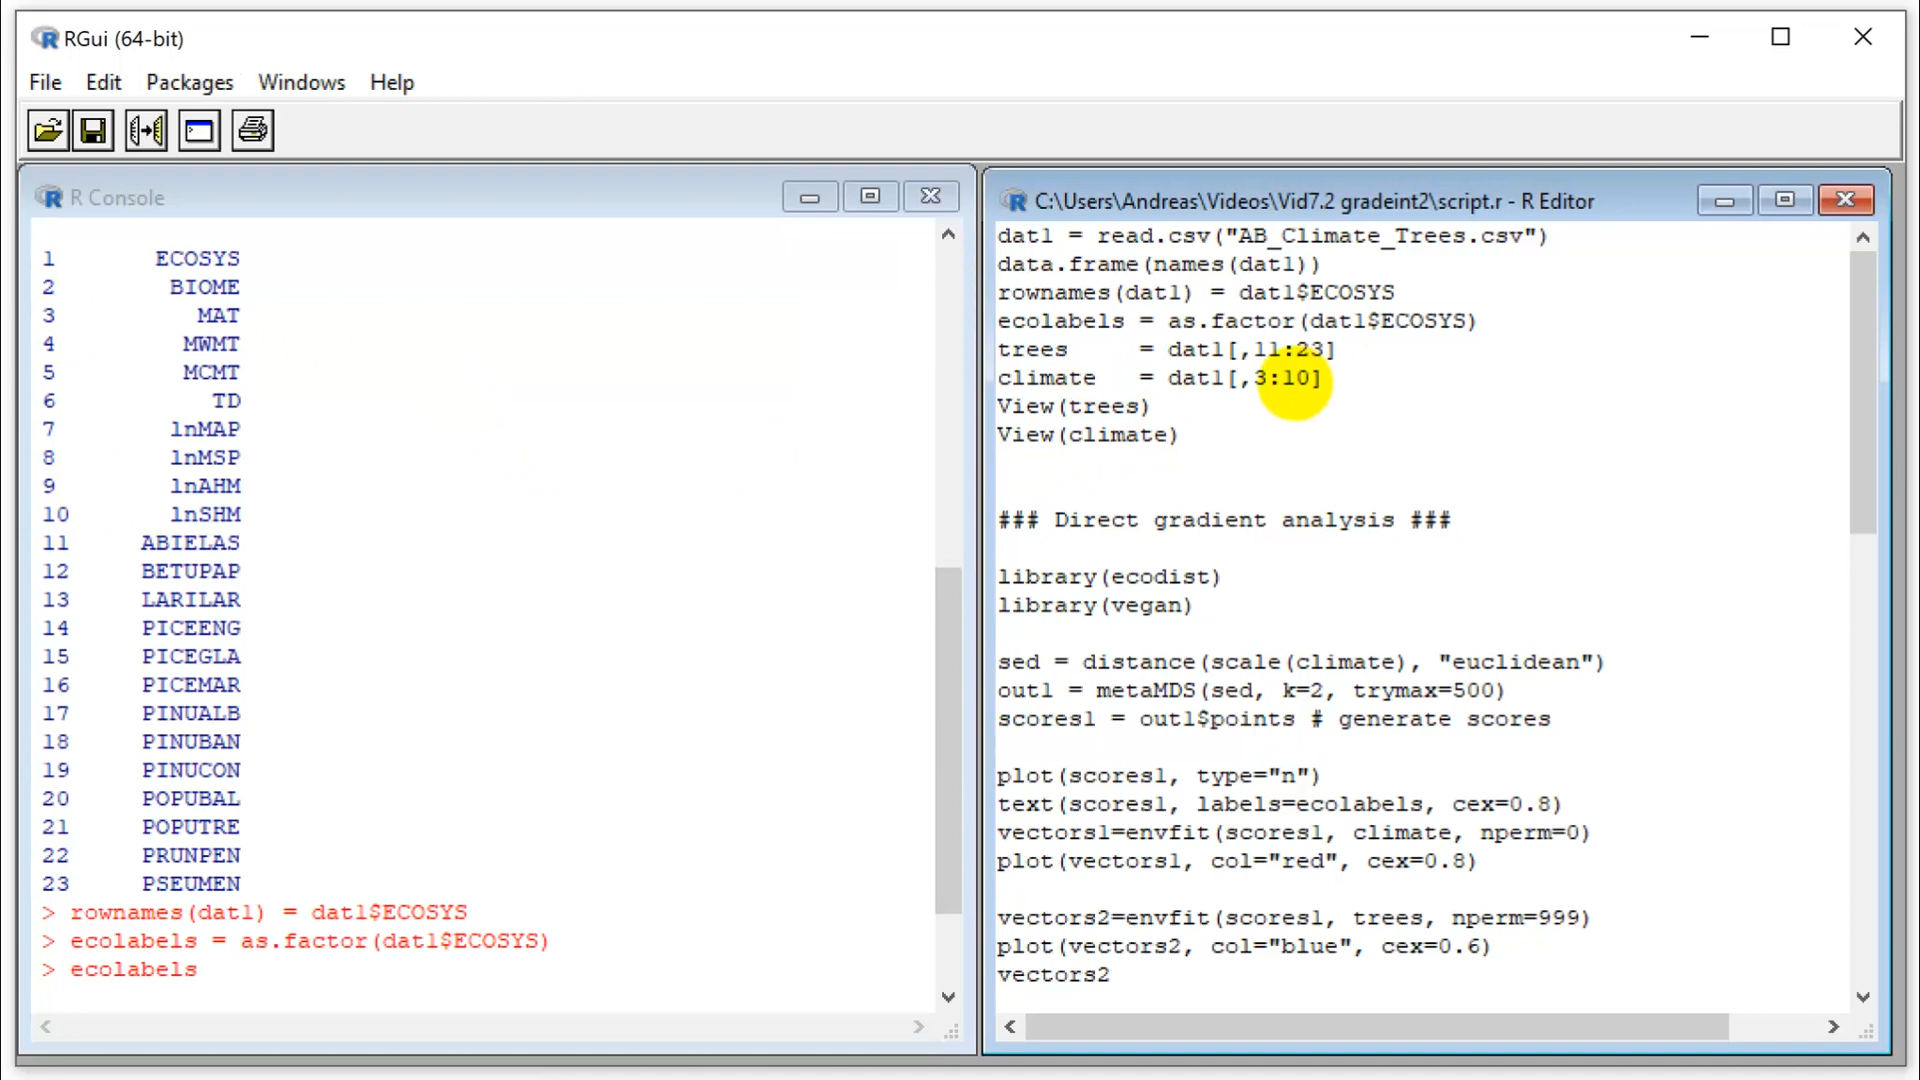 RGui (64-bit)
File Edit Packages Windows Help
R Console
1 ECOSYS
2 BIOME
3 MAT
4 MWMT
5 MCMT
6 TD
7 lnMAP
8 lnMSP
9 lnAHM
10 lnSHM
11 ABIELAS
12 BETUPAP
13 LARILAR
14 PICEENG
15 PICEGLA
16 PICEMAR
17 PINUALB
18 PINUBAN
19 PINUCON
20 POPUBAL
21 POPUTRE
22 PRUNPEN
23 PSEUMEN
> rownames(dat1) = dat1$ECOSYS
> ecolabels = as.factor(dat1$ECOSYS)
> ecolabels
C:\Users\Andreas\Videos\Vid7.2 gradeint2\script.r - R Editor
dat1 = read.csv("AB_Climate_Trees.csv")
data.frame(names(dat1))
rownames(dat1) = dat1$ECOSYS
ecolabels = as.factor(dat1$ECOSYS)
trees     = dat1[,11:23]
climate   = dat1[,3:10]
View(trees)
View(climate)
### Direct gradient analysis ###
library(ecodist)
library(vegan)
sed = distance(scale(climate), "euclidean")
out1 = metaMDS(sed, k=2, trymax=500)
scores1 = out1$points # generate scores
plot(scores1, type="n")
text(scores1, labels=ecolabels, cex=0.8)
vectors1=envfit(scores1, climate, nperm=0)
plot(vectors1, col="red", cex=0.8)
vectors2=envfit(scores1, trees, nperm=999)
plot(vectors2, col="blue", cex=0.6)
vectors2